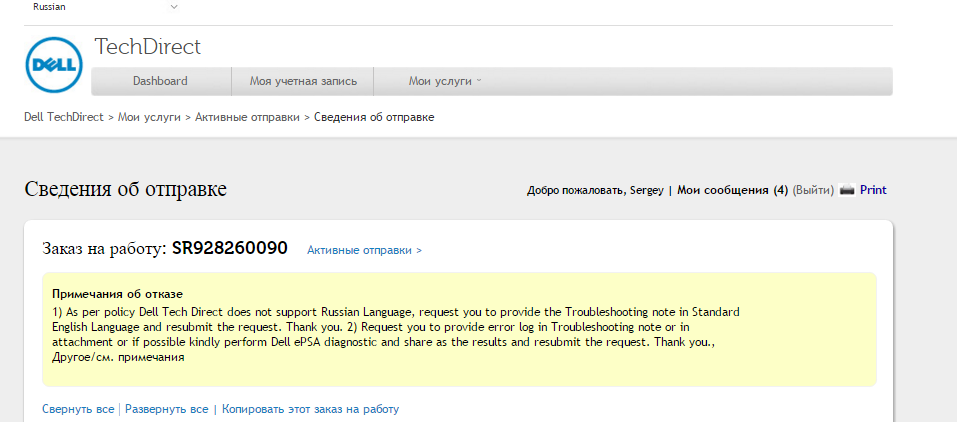 Russian
DELL
TechDirect
Dashboard Моя учетная запись Мои услуги
Dell TechDirect > Мои услуги > Активные отправки > Сведения об отправке
Сведения об отправке
Добро пожаловать, Sergey | Мои сообщения (4) (Выйти) Print
Заказ на работу: SR928260090 Активные отправки >
Примечания об отказе
1) As per policy Dell Tech Direct does not support Russian Language, request you to provide the Troubleshooting note in Standard
English Language and resubmit the request. Thank you. 2) Request you to provide error log in Troubleshooting note or in
attachment or if possible kindly perform Dell ePSA diagnostic and share as the results and resubmit the request. Thank you.,
Другое/см. примечания
Свернуть все | Развернуть все | Копировать этот заказ на работу